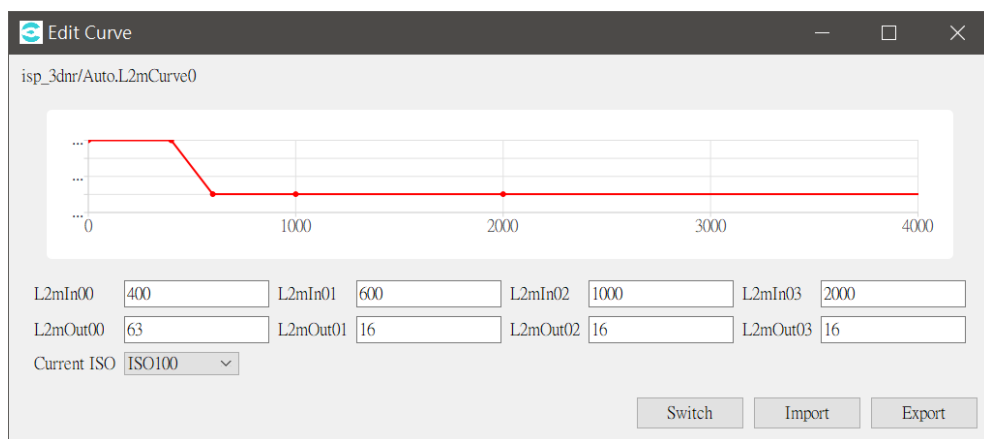 Edit Curve
isp_3dnr/Auto.L2mCurve0
...
...
...
0 1000 2000 3000 4000
L2mIn00 400 L2mIn01 600 L2mIn02 1000 L2mIn03 2000
L2mOut00 63 L2mOut01 16 L2mOut02 16 L2mOut03 16
Current ISO ISO100
Switch Import Export